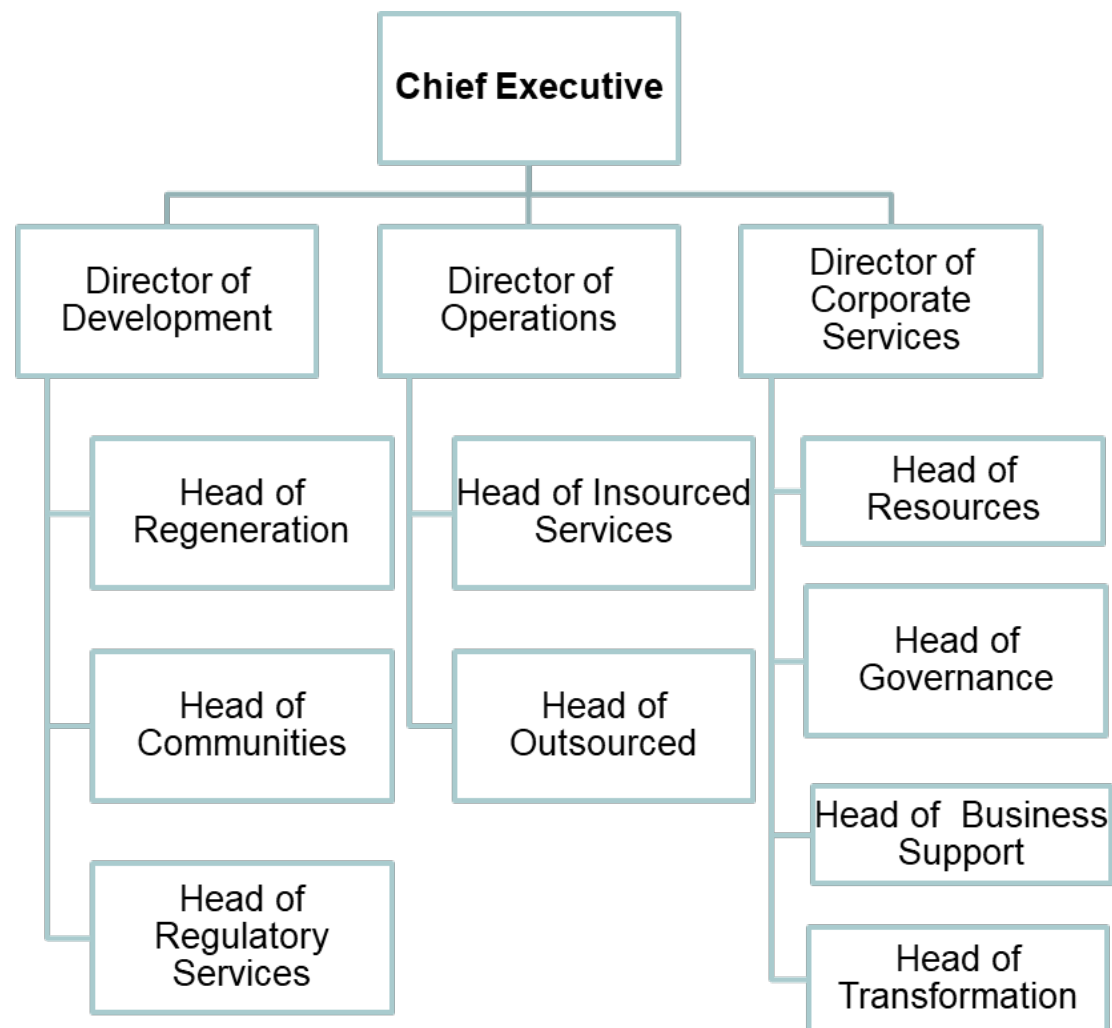 Chief Executive
Director of
Development
Director of
Operations
Director of
Corporate
Services
Head of
Regeneration
Head of
Communities
Head of
Regulatory
Services
Head of Insourced
Services
Head of
Outsourced
Head of
Resources
Head of
Governance
Head of  Business
Support
Head of
Transformation